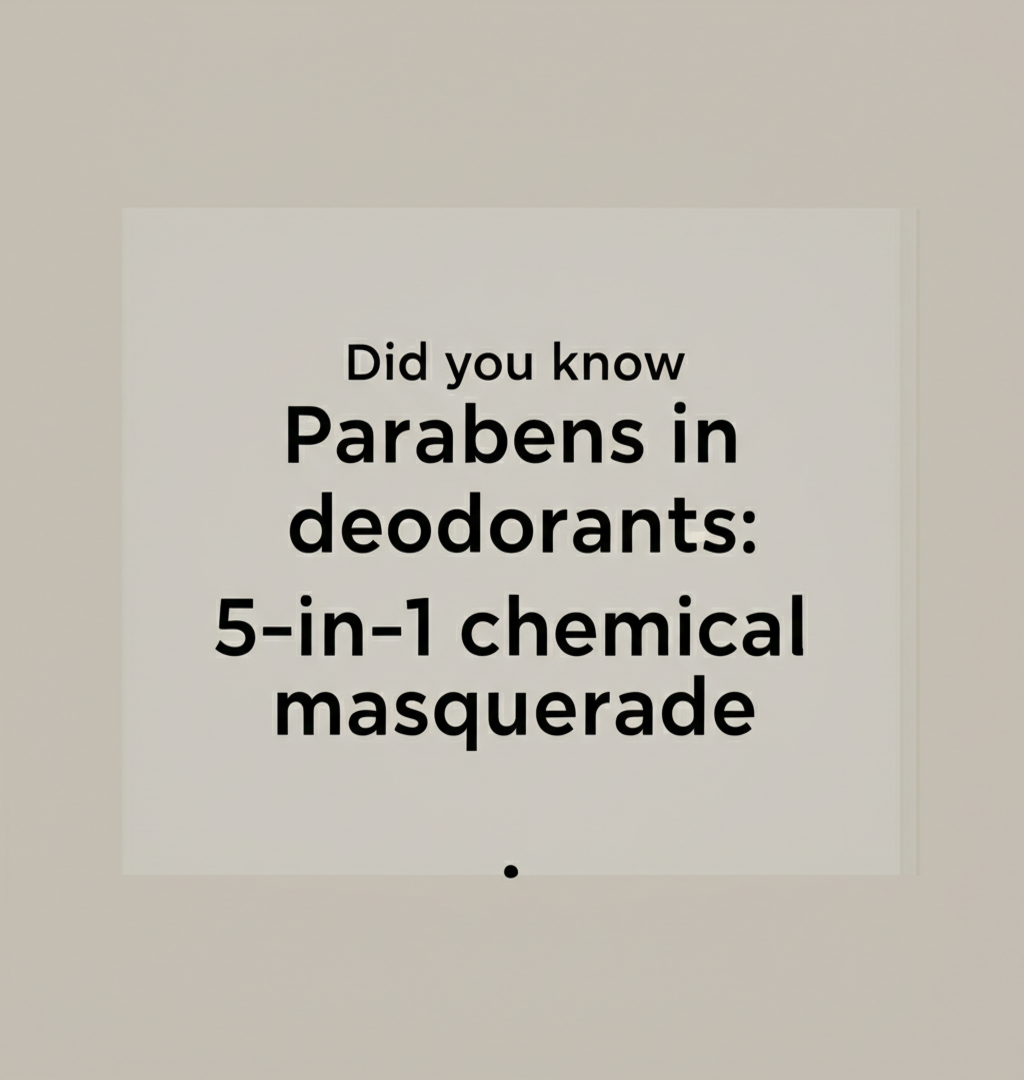 Did you know
Parabens in
deodorants:
5-in-1 chemical
masquerade